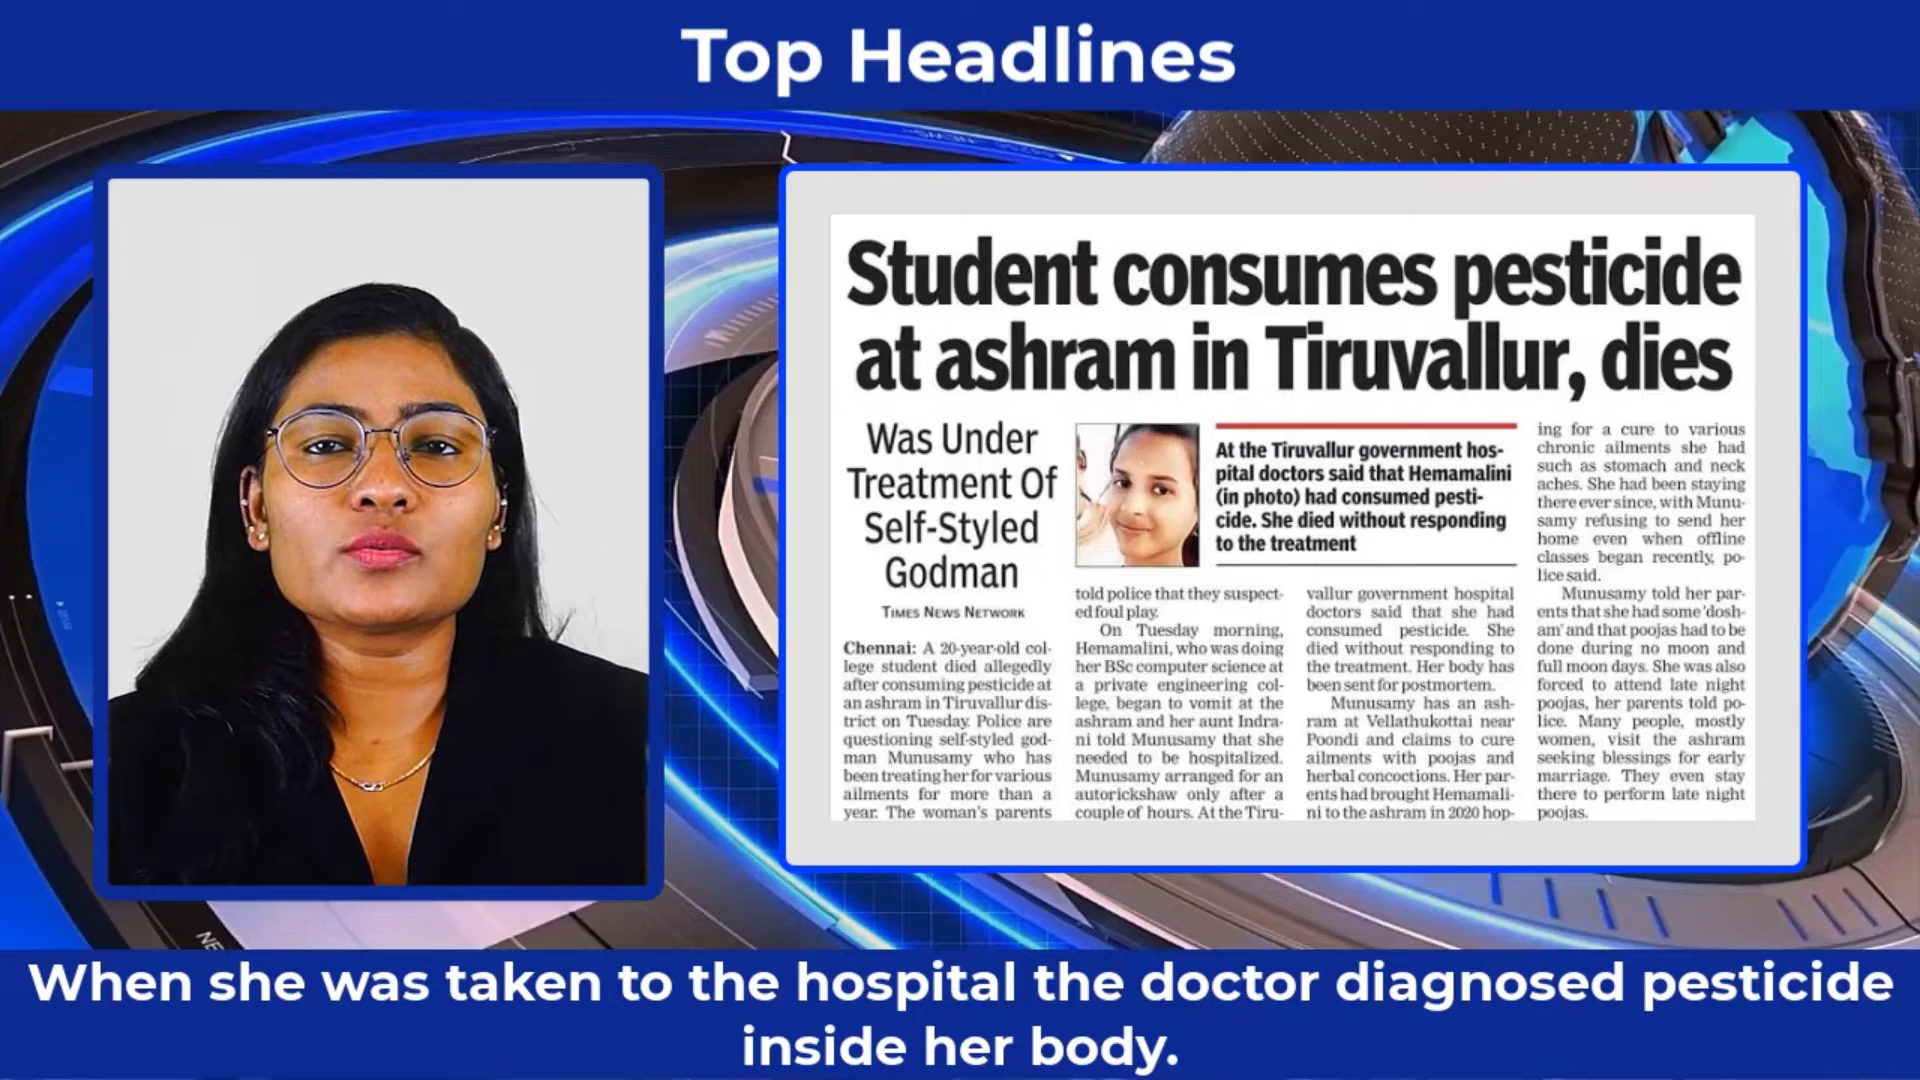 Top Headlines
Student consumes pesticide
at ashram in Tiruvallur, dies
Was Under
Treatment Of
Self-Styled
Godman
TIMES NEWS NETWORK
Chennai: A 20-year-old col-
lege student died allegedly
after consuming pesticide at
an ashram in Tiruvallur dis-
trict on Tuesday. Police are
questioning self-styled god-
man Munusamy who has
been treating her for various
ailments for more than a
year. The woman's parents
At the Tiruvallur government hos-
pital doctors said that Hemamalini
(in photo) had consumed pesti-
cide. She died without responding
to the treatment
told police that they suspect-
ed foul play.
On Tuesday morning,
Hemamalini, who was doing
her BSc computer science at
a private engineering col-
lege, began to vomit at the
ashram and her aunt Indra-
ni told Munusamy that she
needed to be hospitalized.
Munusamy arranged for an
autorickshaw only after a
couple of hours. At the Tiru-
vallur government hospital
doctors said that she had
consumed pesticide. She
died without responding to
the treatment. Her body has
been sent for postmortem.
Munusamy has an ash-
ram at Vellathukottai near
Poondi and claims to cure
ailments with poojas and
herbal concoctions. Her par-
ents had brought Hemamali-
ni to the ashram in 2020 hop-
ing for a cure to various
chronic ailments she had
such as stomach and neck
aches. She had been staying
there ever since, with Munu-
samy refusing to send her
home even when offline
classes began recently, po-
lice said.
Munusamy told her par-
ents that she had some 'dosh-
am' and that poojas had to be
done during no moon and
full moon days. She was also
forced to attend late night
poojas, her parents told po-
lice. Many people, mostly
women, visit the ashram
seeking blessings for early
marriage. They even stay
there to perform late night
poojas.
When she was taken to the hospital the doctor diagnosed pesticide
inside her body.